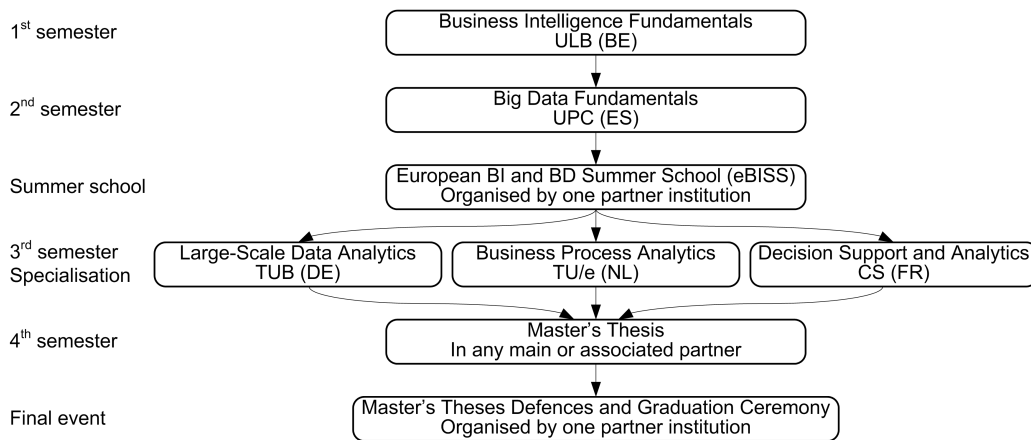 1st semester
Business Intelligence Fundamentals
ULB (BE)
2nd semester
Big Data Fundamentals
UPC (ES)
Summer school
European BI and BD Summer School (eBISS)
Organised by one partner institution
3rd semester
Specialisation
Large-Scale Data Analytics
TUB (DE)
Business Process Analytics
TU/e (NL)
Decision Support and Analytics
CS (FR)
4th semester
Master's Thesis
In any main or associated partner
Final event
Master's Theses Defences and Graduation Ceremony
Organised by one partner institution